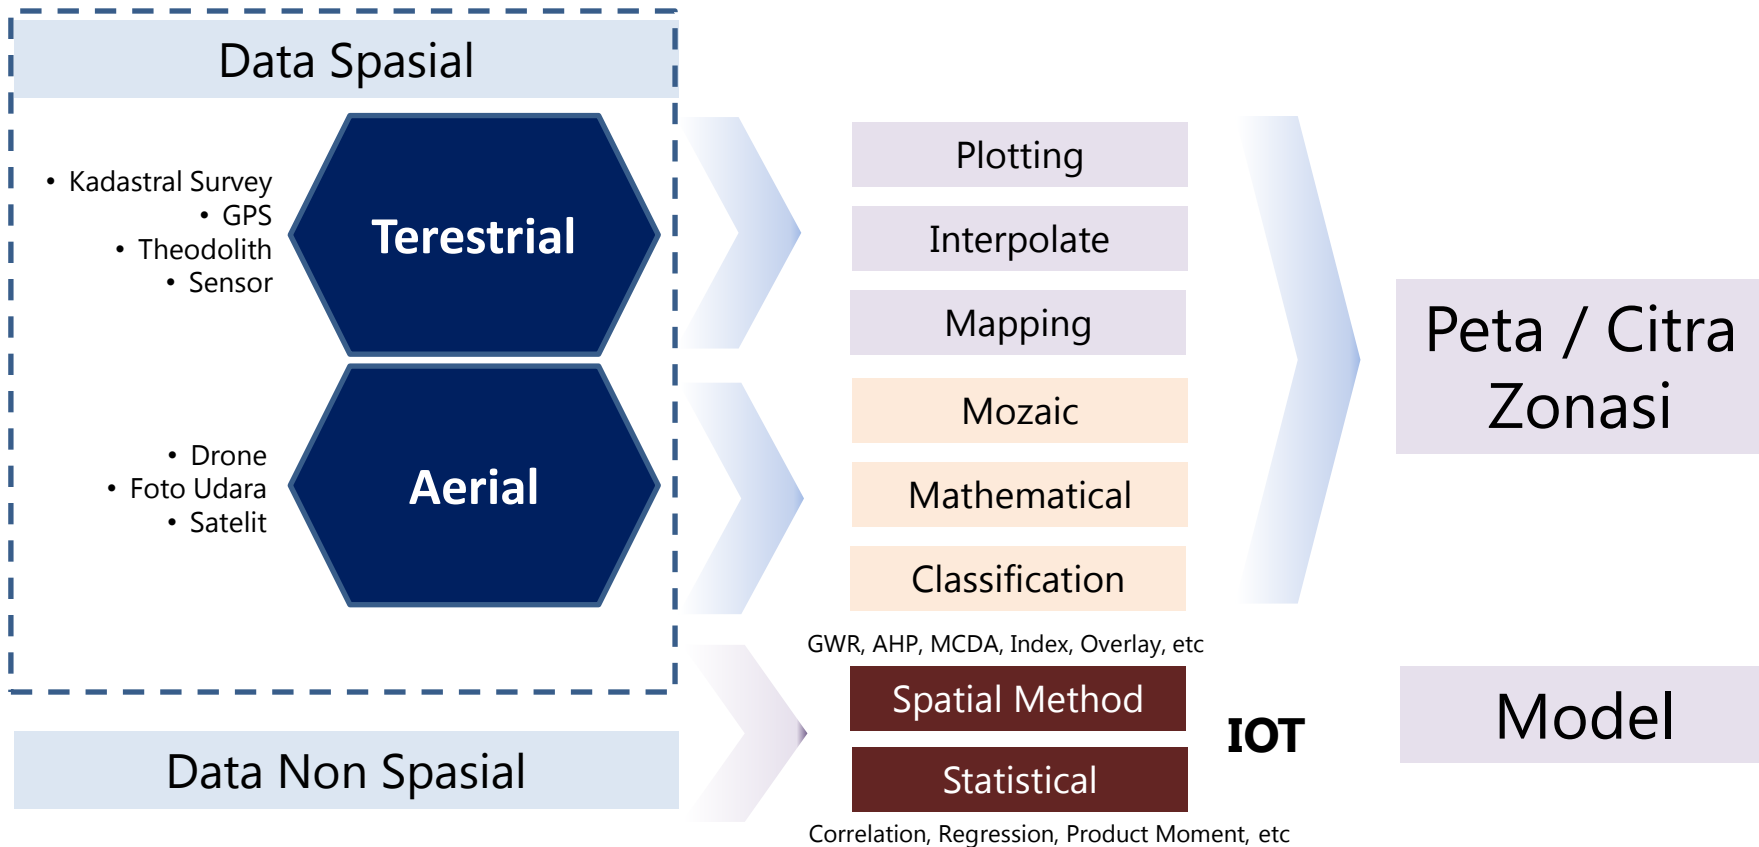 Data Spasial
• Kadastral Survey
• GPS
• Theodolith
• Sensor
Terestrial
• Drone
• Foto Udara
• Satelit
Aerial
Data Non Spasial
Plotting
Interpolate
Mapping
Mozaic
Mathematical
Classification
GWR, AHP, MCDA, Index, Overlay, etc
Spatial Method
Statistical
Correlation, Regression, Product Moment, etc
IOT
Peta / Citra
Zonasi
Model